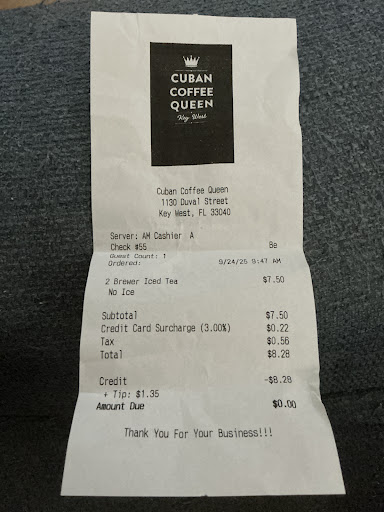 CUBAN
COFFEE
QUEEN
Key West
Cuban Coffee Queen
1130 Duval Street
Key West, FL 33040
Server: AM Cashier A
Check #55 Be
Guest Count: 1
Ordered: 9/24/25 9:47 AM
2 Brewer Iced Tea $7.50
No Ice
Subtotal $7.50
Credit Card Surcharge (3.00%) $0.22
Tax $0.56
Total $8.28
Credit -$8.28
+ Tip: $1.35
Amount Due $0.00
Thank You For Your Business!!!